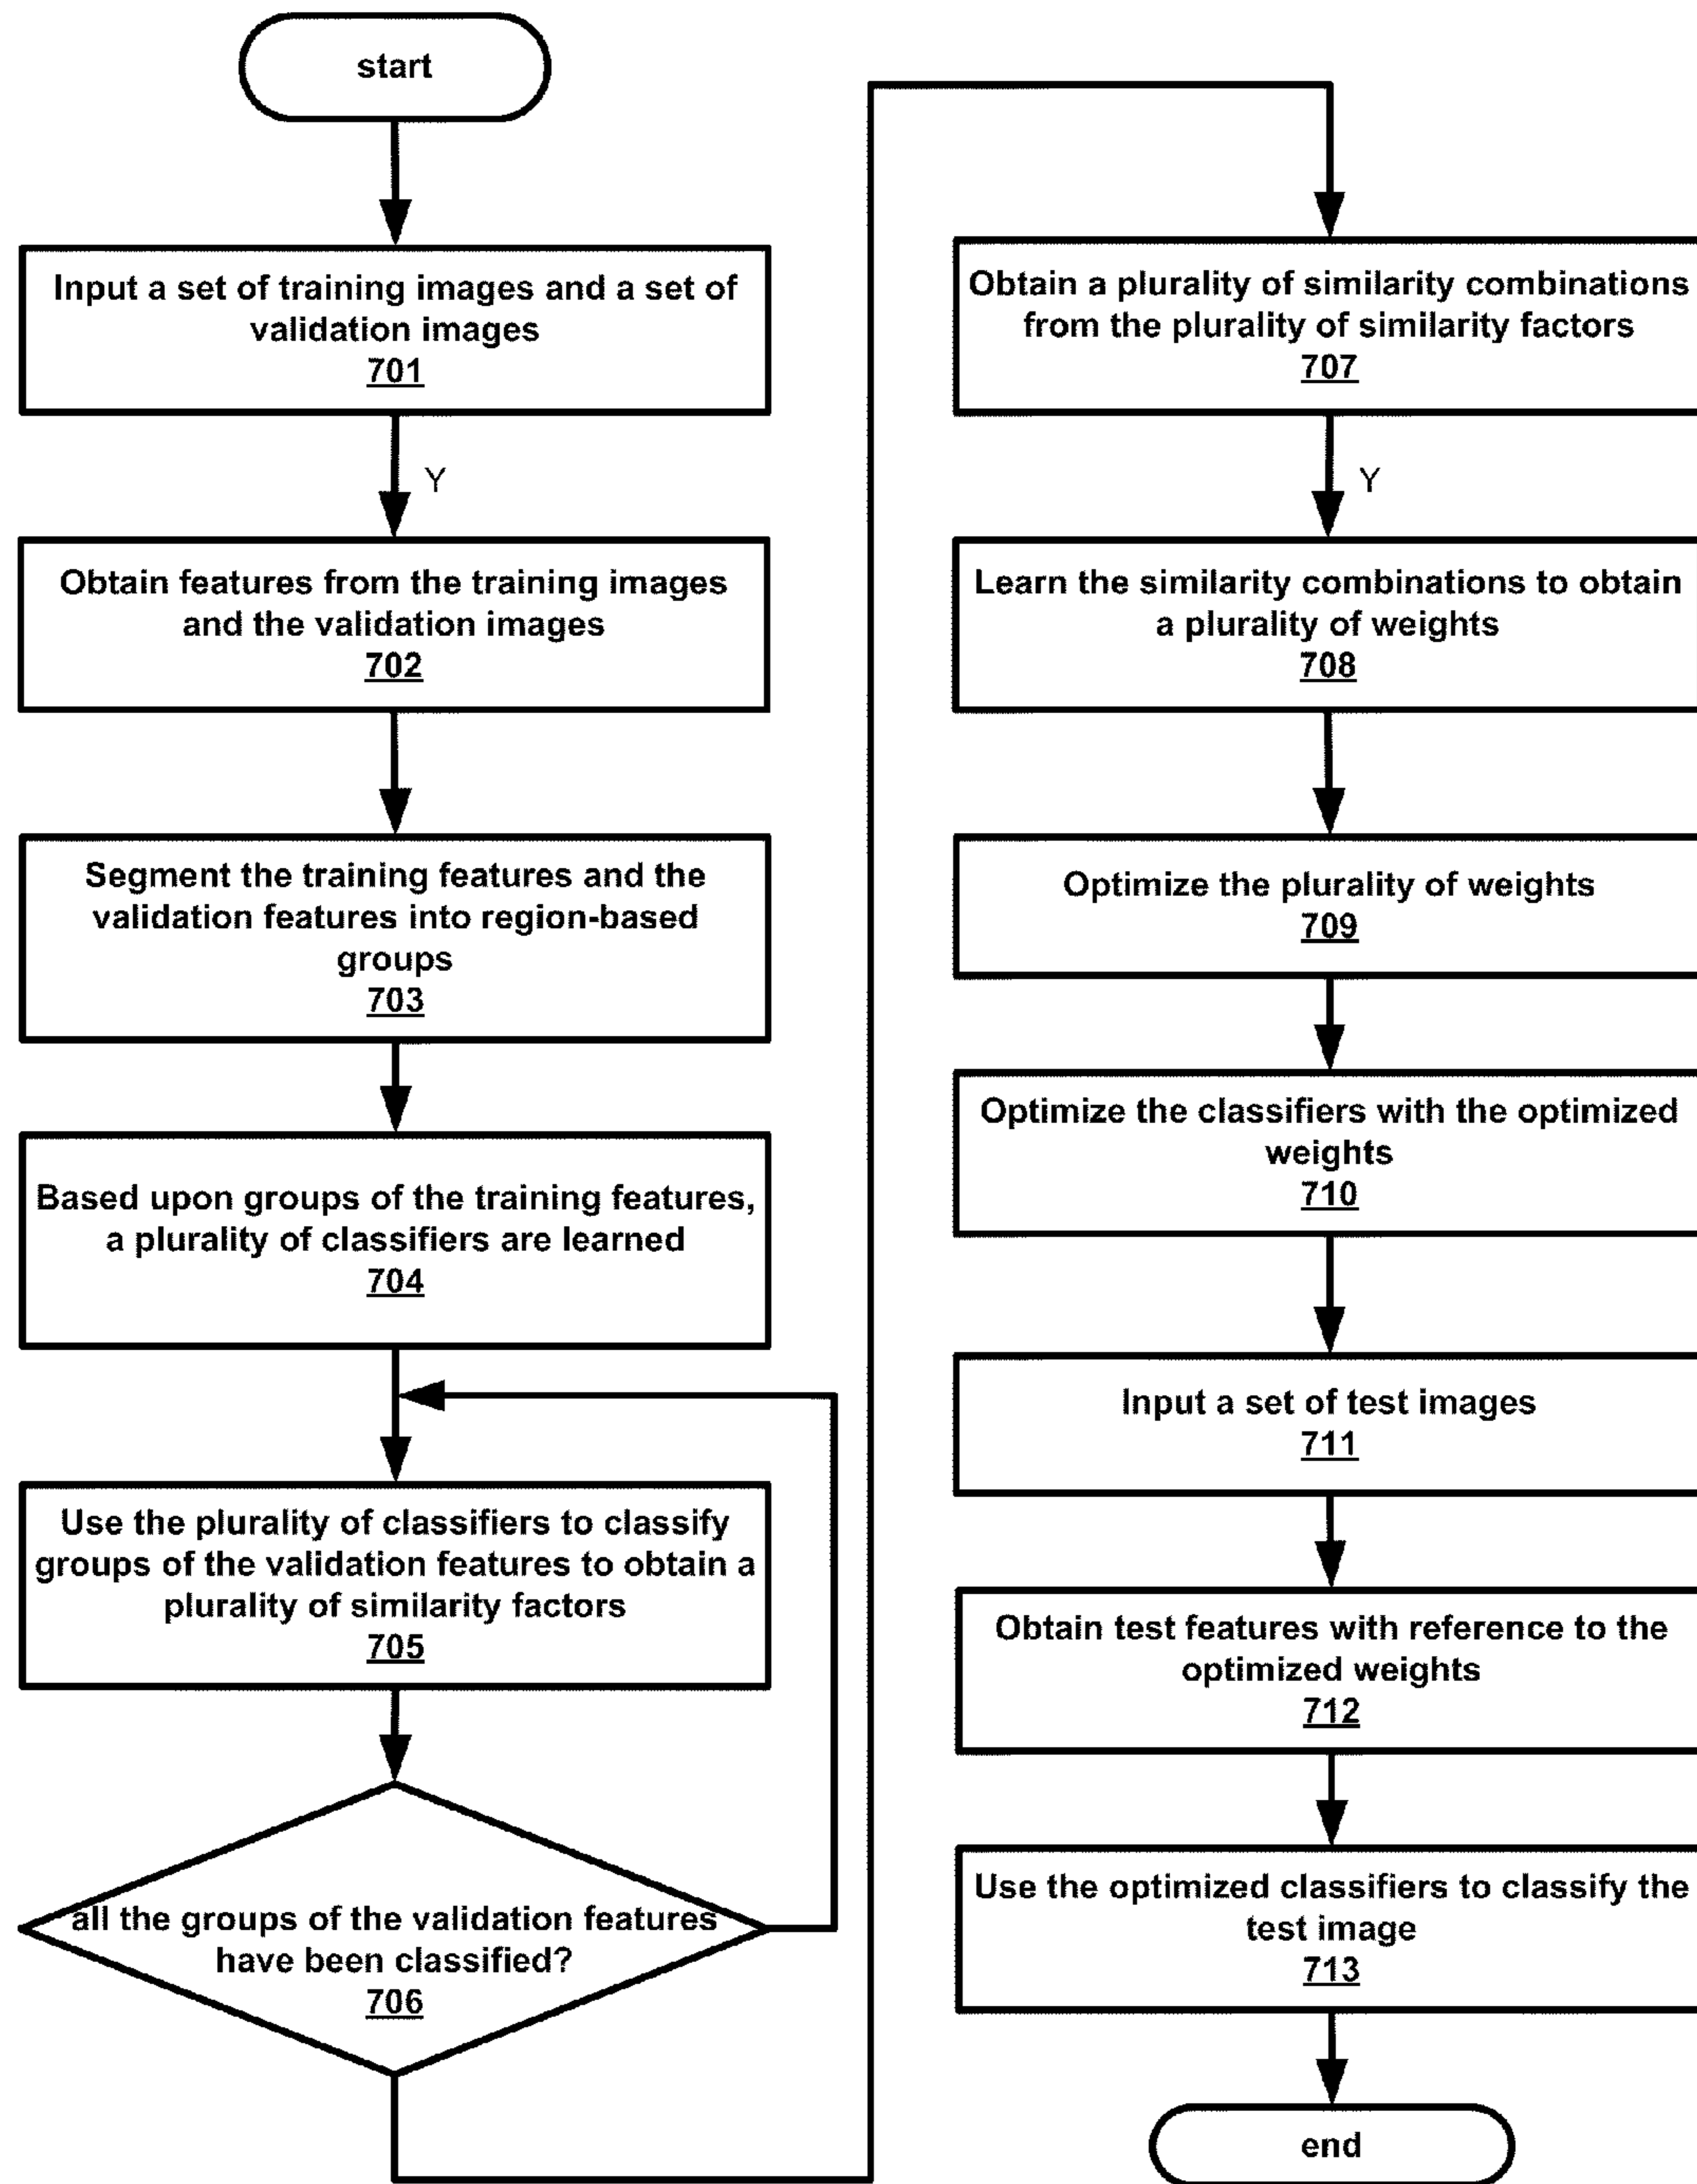 start
Input a set of training images and a set of
validation images
701
Y
Obtain features from the training images
and the validation images
702
Segment the training features and the
validation features into region-based
groups
703
Based upon groups of the training features,
a plurality of classifiers are learned
704
Use the plurality of classifiers to classify
groups of the validation features to obtain a
plurality of similarity factors
705
all the groups of the validation features
have been classified?
706
Obtain a plurality of similarity combinations
from the plurality of similarity factors
707
Y
Learn the similarity combinations to obtain
a plurality of weights
708
Optimize the plurality of weights
709
Optimize the classifiers with the optimized
weights
710
Input a set of test images
711
Obtain test features with reference to the
optimized weights
712
Use the optimized classifiers to classify the
test image
713
end